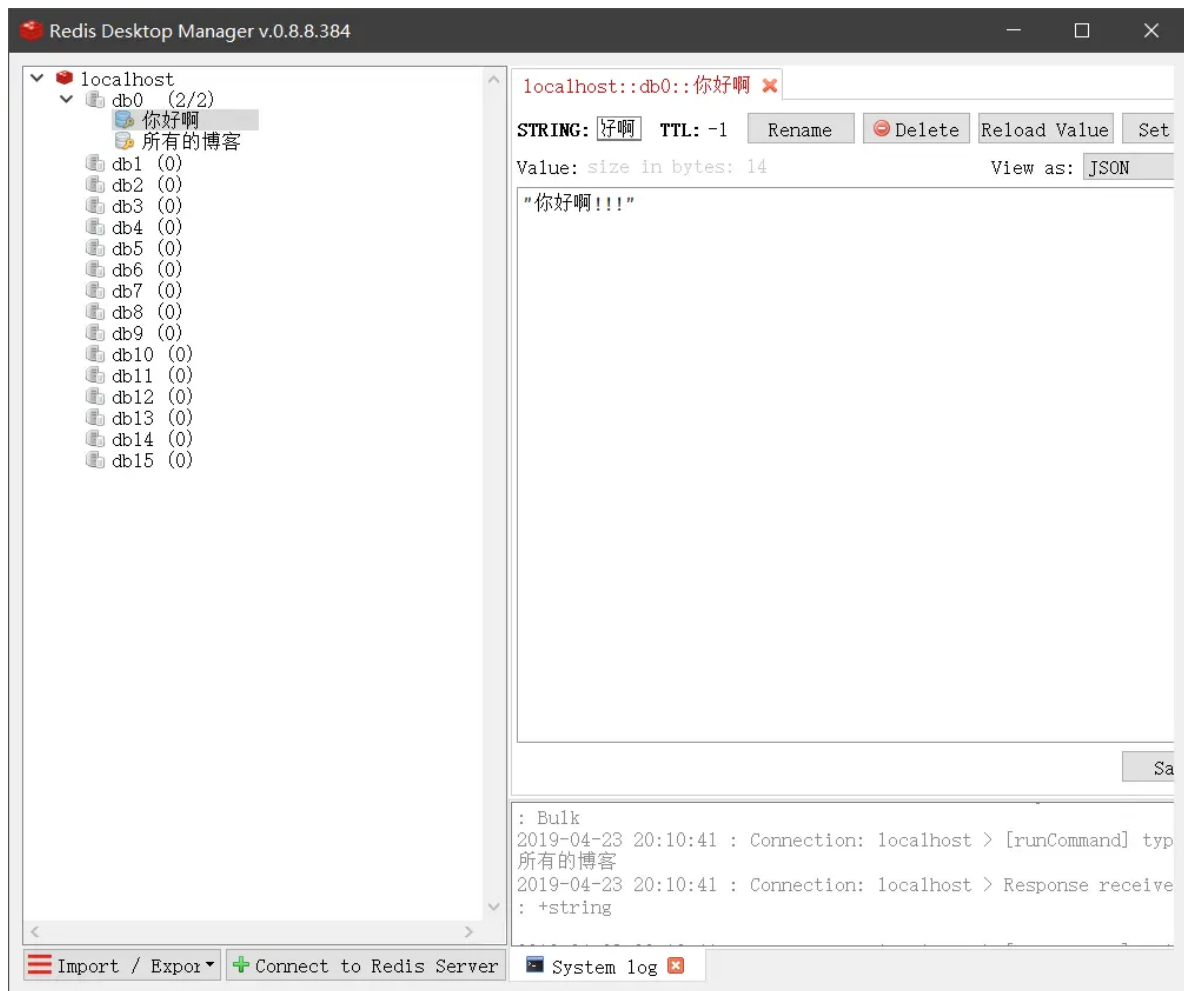 Redis Desktop Manager v.0.8.8.384
localhost
db0 (2/2)
你好啊
所有的博客
db1 (0)
db2 (0)
db3 (0)
db4 (0)
db5 (0)
db6 (0)
db7 (0)
db8 (0)
db9 (0)
db10 (0)
db11 (0)
db12 (0)
db13 (0)
db14 (0)
db15 (0)
Import / Expor
Connect to Redis Server
localhost::db0::你好啊
STRING: 好啊 TTL: -1 Rename Delete Reload Value Set
Value: size in bytes: 14 View as: JSON
"你好啊!!!"
Sa
: Bulk
2019-04-23 20:10:41 : Connection: localhost > [runCommand] typ
所有的博客
2019-04-23 20:10:41 : Connection: localhost > Response receive
: +string
System log